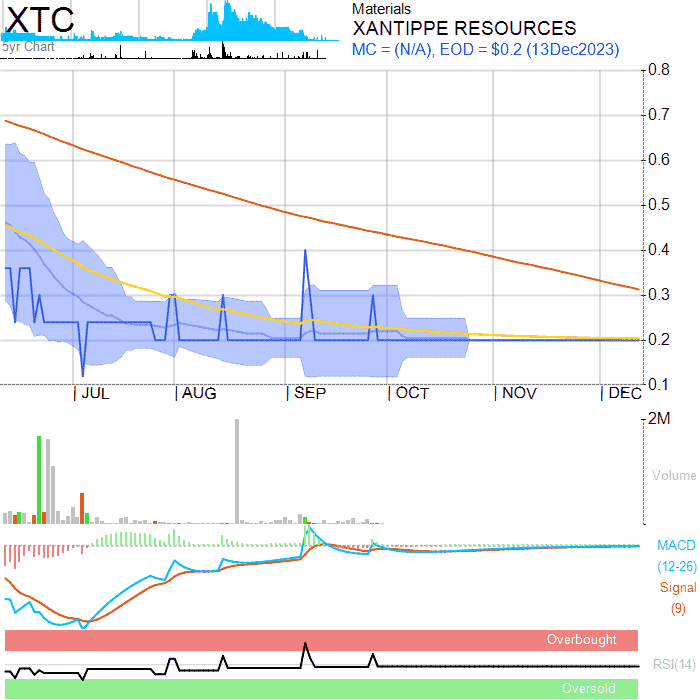 XTC
5yr Chart
Materials
XANTIPPE RESOURCES
MC = (N/A), EOD = $0.2 (13Dec2023)
0.8
0.7
0.6
0.5
0.4
0.3
0.2
0.1
JUL AUG SEP OCT NOV DEC
2M
Volume
MACD
(12-26)
Signal
(9)
Overbought
RSI(14)
Oversold